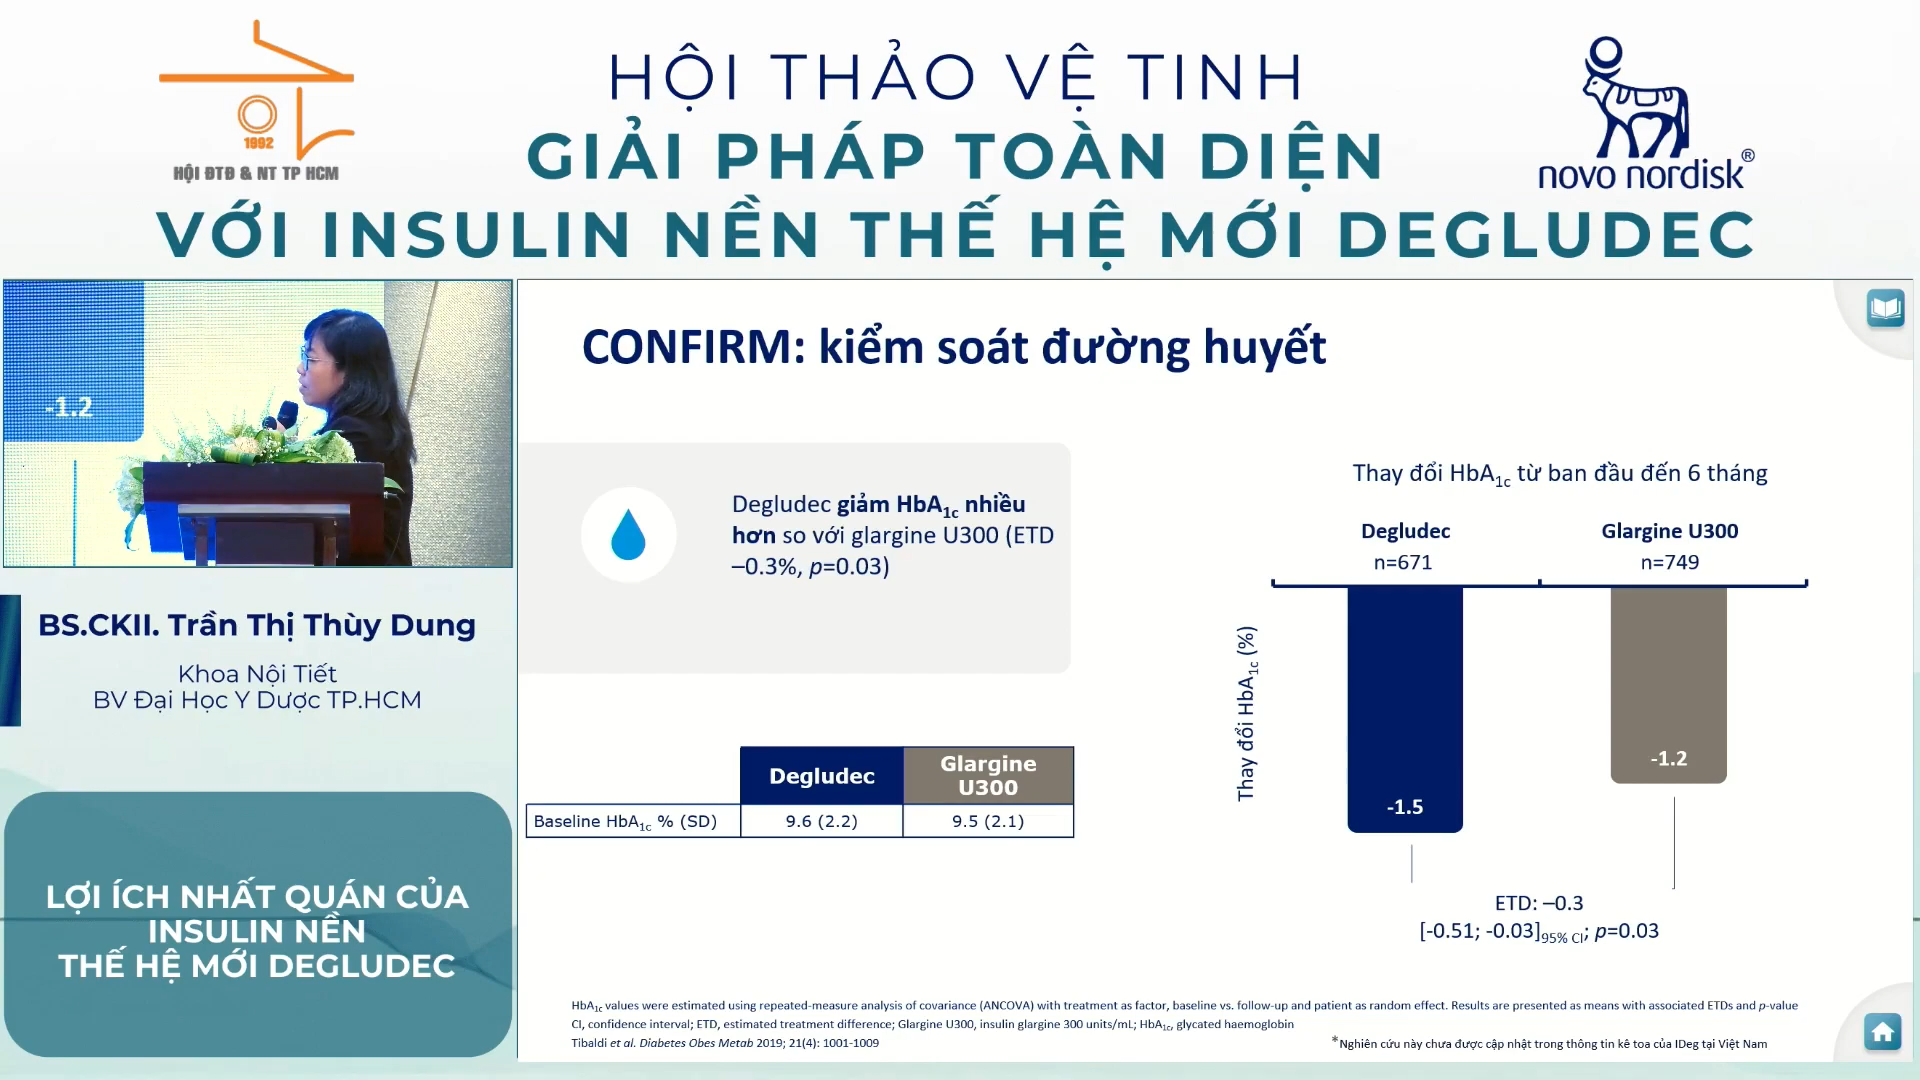 1992
HỘI ĐTĐ & NT TP HCM
HỘI THẢO VỆ TINH
GIẢI PHÁP TOÀN DIỆN
VỚI INSULIN NỀN THẾ HỆ MỚI DEGLUDEC
novo nordisk®
-1.2
BS.CKII. Trần Thị Thùy Dung
Khoa Nội Tiết
BV Đại Học Y Dược TP.HCM
LỢI ÍCH NHẤT QUÁN CỦA
INSULIN NỀN
THẾ HỆ MỚI DEGLUDEC
CONFIRM: kiểm soát đường huyết
Degludec giảm HbA1c nhiều
hơn so với glargine U300 (ETD
–0.3%, p=0.03)
Degludec
Glargine
U300
Baseline HbA1c % (SD)
9.6 (2.2)
9.5 (2.1)
Thay đổi HbA1c từ ban đầu đến 6 tháng
Degludec
n=671
Glargine U300
n=749
Thay đổi HbA1c (%)
-1.5
-1.2
ETD: –0.3
[-0.51; -0.03]95% CI; p=0.03
HbA1c values were estimated using repeated-measure analysis of covariance (ANCOVA) with treatment as factor, baseline vs. follow-up and patient as random effect. Results are presented as means with associated ETDs and p-value
CI, confidence interval; ETD, estimated treatment difference; Glargine U300, insulin glargine 300 units/mL; HbA1c, glycated haemoglobin
Tibaldi et al. Diabetes Obes Metab 2019; 21(4): 1001-1009
*Nghiên cứu này chưa được cập nhật trong thông tin kê toa của IDeg tại Việt Nam